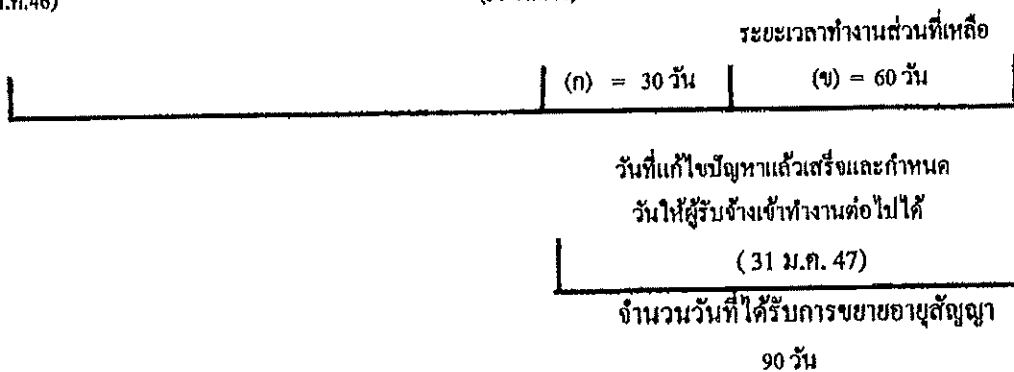 ระยะเวลาทำงานส่วนที่เหลือ
(ก) = 30 วัน (ข) = 60 วัน
วันที่แก้ไขปัญหาแล้วเสร็จและกำหนด
วันให้ผู้รับจ้างเข้าทำงานต่อไปได้
( 31 ม.ค. 47)
จำนวนวันที่ได้รับการขยายอายุสัญญา
90 วัน